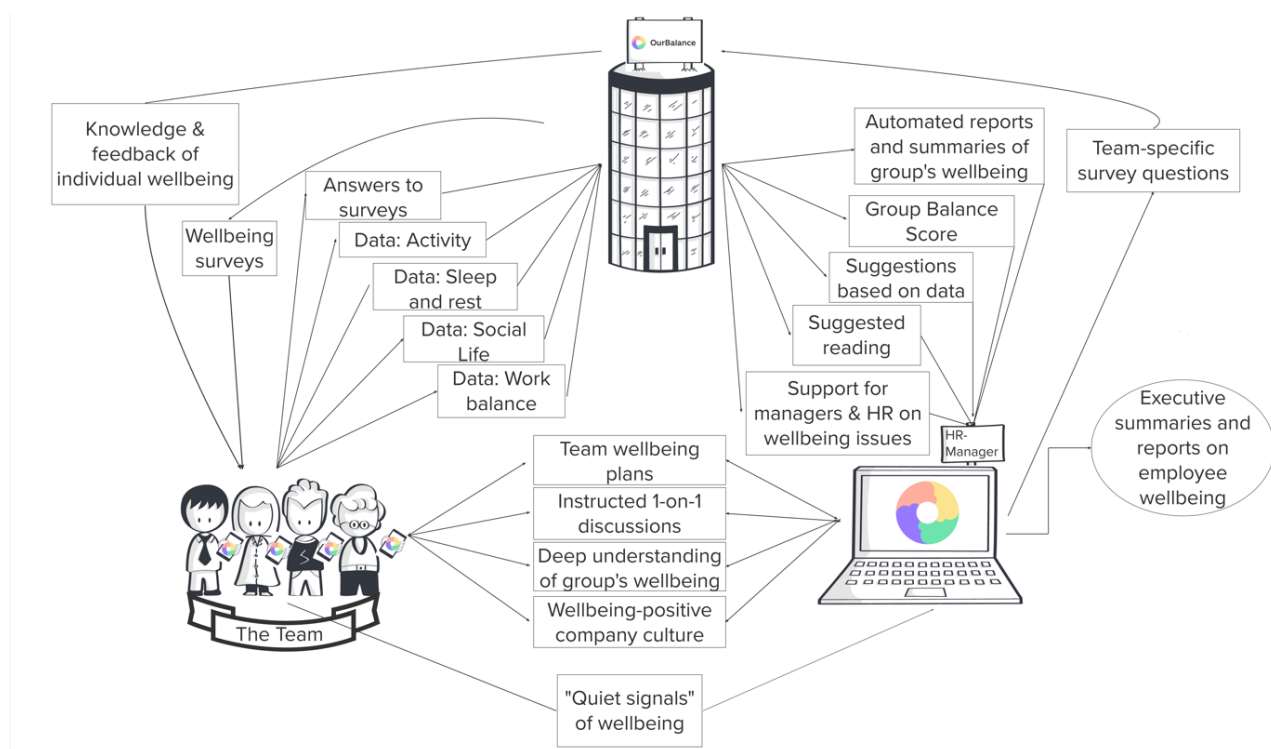 OurBalance
Knowledge &
feedback of
individual wellbeing
Wellbeing
surveys
Answers to
surveys
Data: Activity
Data: Sleep
and rest
Data: Social
Life
Data: Work
balance
Automated reports
and summaries of
group's wellbeing
Group Balance
Score
Suggestions
based on data
Suggested
reading
Support for
managers & HR on
wellbeing issues
Team-specific
survey questions
HR-
Manager
Executive
summaries and
reports on
employee
wellbeing
Team wellbeing
plans
Instructed 1-on-1
discussions
Deep understanding
of group's wellbeing
Wellbeing-positive
company culture
The Team
"Quiet signals"
of wellbeing